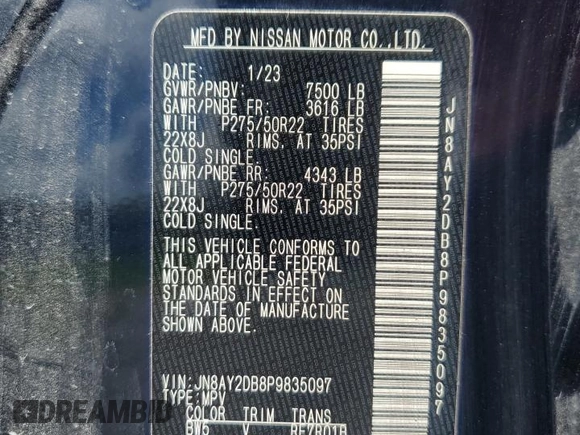 MFD BY NISSAN MOTOR CO.,LTD.
DATE: 1/23
GVWR/PNBV: 7500 LB
GAWR/PNBE FR: 3616 LB
WITH P275/50R22 TIRES
22X8J RIMS, AT 35PSI
COLD SINGLE.
GAWR/PNBE RR: 4343 LB
WITH P275/50R22 TIRES
22X8J RIMS, AT 35PSI
COLD SINGLE.
THIS VEHICLE CONFORMS TO
ALL APPLICABLE FEDERAL
MOTOR VEHICLE SAFETY
STANDARDS IN EFFECT ON
THE DATE OF MANUFACTURE
SHOWN ABOVE.
VIN:JN8AY2DB8P9835097
TYPE:MPV
COLOR TRIM TRANS
BW5 V RE7R01B
JN8AY2DB8P9835097
DREAMBID